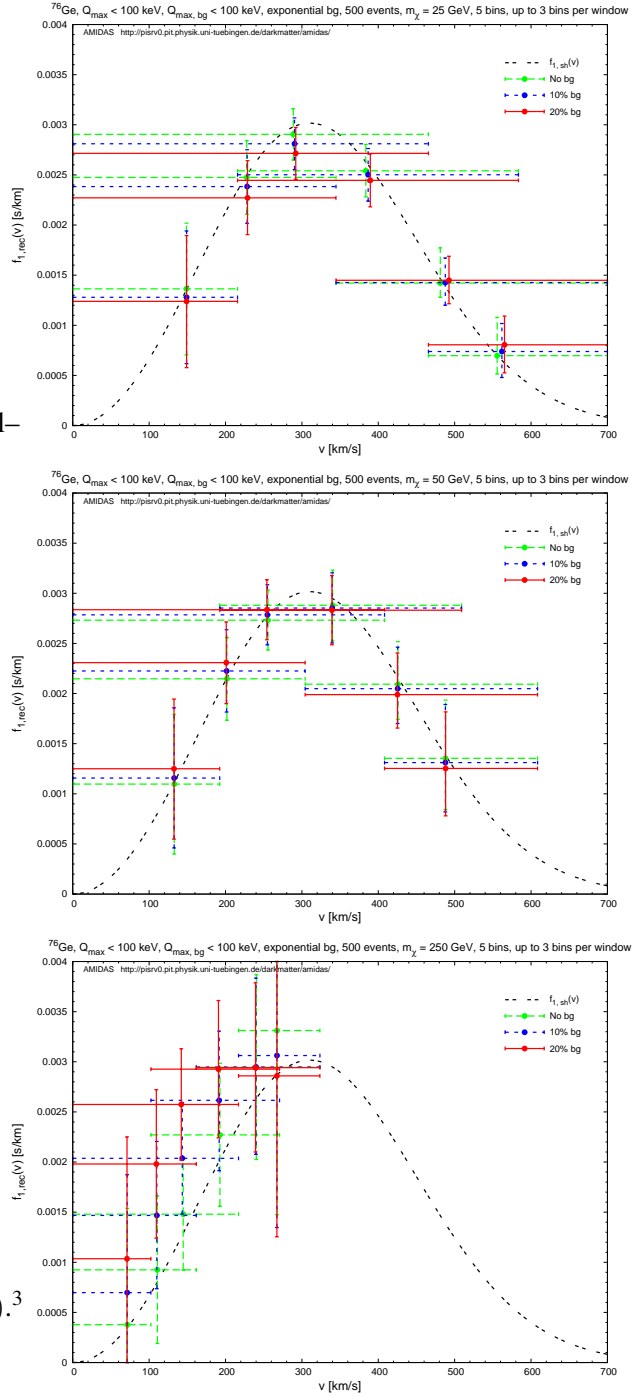 ⁷⁶Ge, Q_max < 100 keV, Q_max, bg < 100 keV, exponential bg, 500 events, m_χ = 25 GeV, 5 bins, up to 3 bins per window
AMIDAS http://pisrv0.pit.physik.uni-tuebingen.de/darkmatter/amidas/
f_1, sh(v)
No bg
10% bg
20% bg
0.004
0.0035
0.003
0.0025
0.002
0.0015
0.001
0.0005
0
f_1,rec(v) [s/km]
0 100 200 300 400 500 600 700
v [km/s]
l–
⁷⁶Ge, Q_max < 100 keV, Q_max, bg < 100 keV, exponential bg, 500 events, m_χ = 50 GeV, 5 bins, up to 3 bins per window
AMIDAS http://pisrv0.pit.physik.uni-tuebingen.de/darkmatter/amidas/
f_1, sh(v)
No bg
10% bg
20% bg
0.004
0.0035
0.003
0.0025
0.002
0.0015
0.001
0.0005
0
f_1,rec(v) [s/km]
0 100 200 300 400 500 600 700
v [km/s]
⁷⁶Ge, Q_max < 100 keV, Q_max, bg < 100 keV, exponential bg, 500 events, m_χ = 250 GeV, 5 bins, up to 3 bins per window
AMIDAS http://pisrv0.pit.physik.uni-tuebingen.de/darkmatter/amidas/
f_1, sh(v)
No bg
10% bg
20% bg
0.004
0.0035
0.003
0.0025
0.002
0.0015
0.001
0.0005
0
f_1,rec(v) [s/km]
0 100 200 300 400 500 600 700
v [km/s]
).³